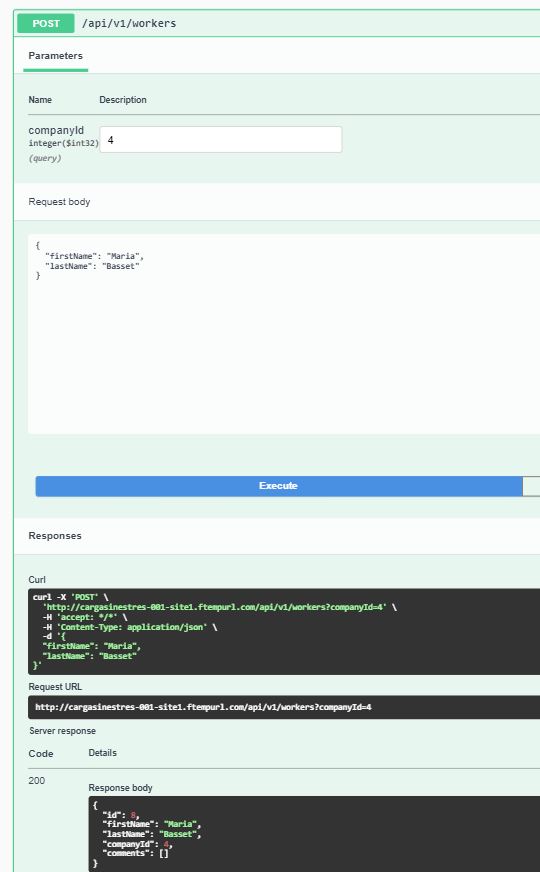 POST /api/v1/workers
Parameters
Name Description
companyId
integer($int32)
4
(query)
Request body
{
"firstName": "Maria",
"lastName": "Basset"
}
Execute
Responses
Curl
curl -X 'POST' \
'http://cargasinestres-001-site1.ftempurl.com/api/v1/workers?companyId=4' \
-H 'accept: */*' \
-H 'Content-Type: application/json' \
-d '{
"firstName": "Maria",
"lastName": "Basset"
}'
Request URL
http://cargasinestres-001-site1.ftempurl.com/api/v1/workers?companyId=4
Server response
Code Details
200
Response body
{
"id": 8,
"firstName": "Maria",
"lastName": "Basset",
"companyId": 4,
"comments": []
}